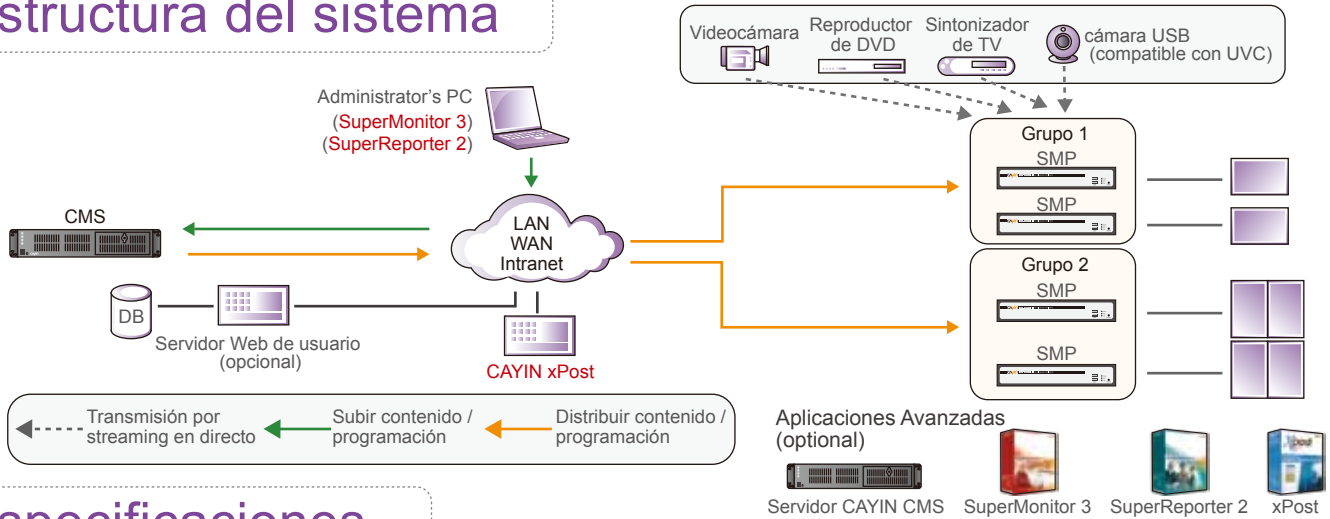 structura del sistema
Videocámara
Reproductor
de DVD
Sintonizador
de TV
cámara USB
(compatible con UVC)
Administrator's PC
(SuperMonitor 3)
(SuperReporter 2)
Grupo 1
SMP
SMP
CMS
LAN
WAN
Intranet
Grupo 2
SMP
SMP
DB
Servidor Web de usuario
(opcional)
CAYIN xPost
Transmisión por
streaming en directo
Subir contenido /
programación
Distribuir contenido /
programación
Aplicaciones Avanzadas
(optional)
Servidor CAYIN CMS
SuperMonitor 3
SuperReporter 2
xPost
specificaciones